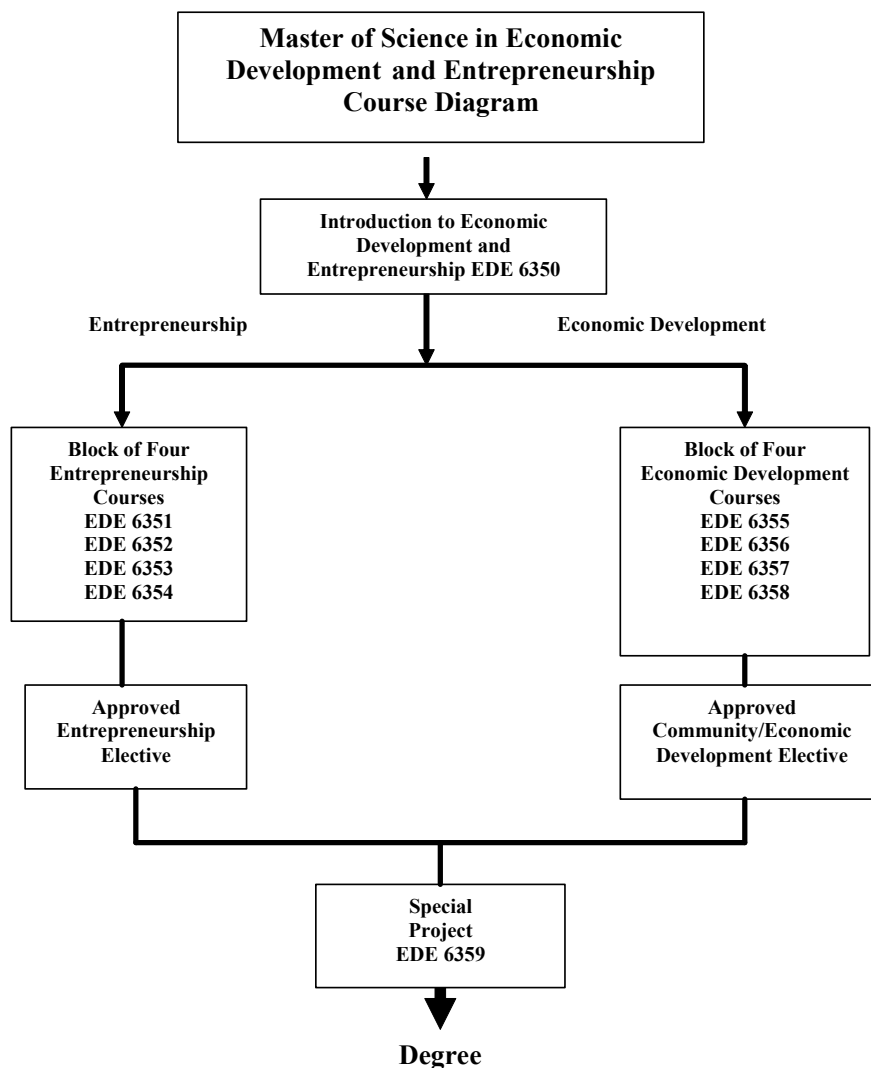 Master of Science in Economic
Development and Entrepreneurship
Course Diagram
Introduction to Economic
Development and
Entrepreneurship EDE 6350
Entrepreneurship
Economic Development
Block of Four
Entrepreneurship
Courses
EDE 6351
EDE 6352
EDE 6353
EDE 6354
Block of Four
Economic Development
Courses
EDE 6355
EDE 6356
EDE 6357
EDE 6358
Approved
Entrepreneurship
Elective
Approved
Community/Economic
Development Elective
Special
Project
EDE 6359
Degree